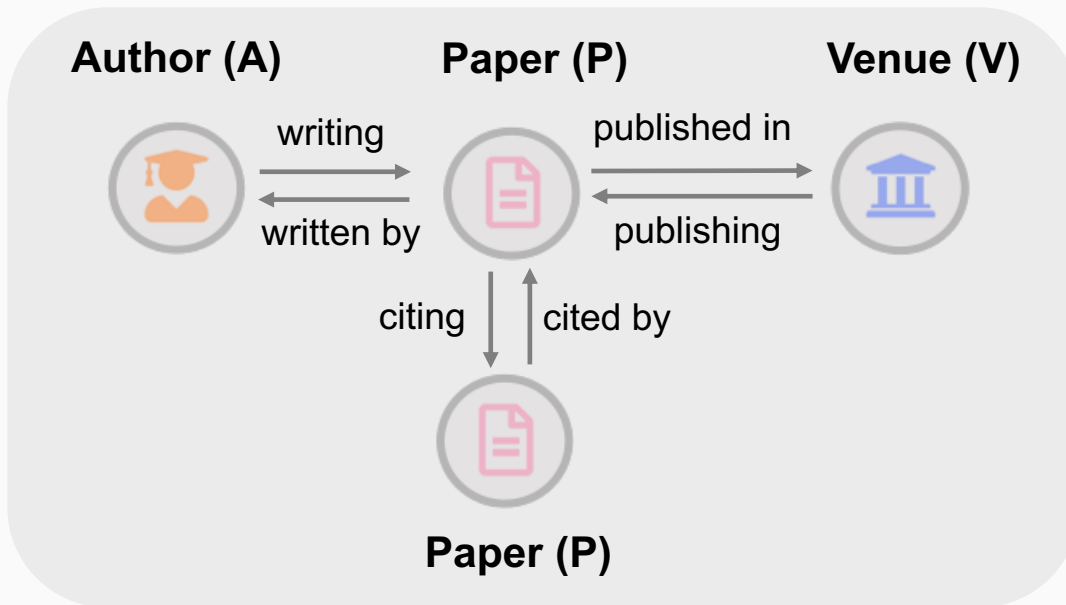 Author (A)
Paper (P)
Venue (V)
writing
published in
written by
publishing
citing
cited by
Paper (P)